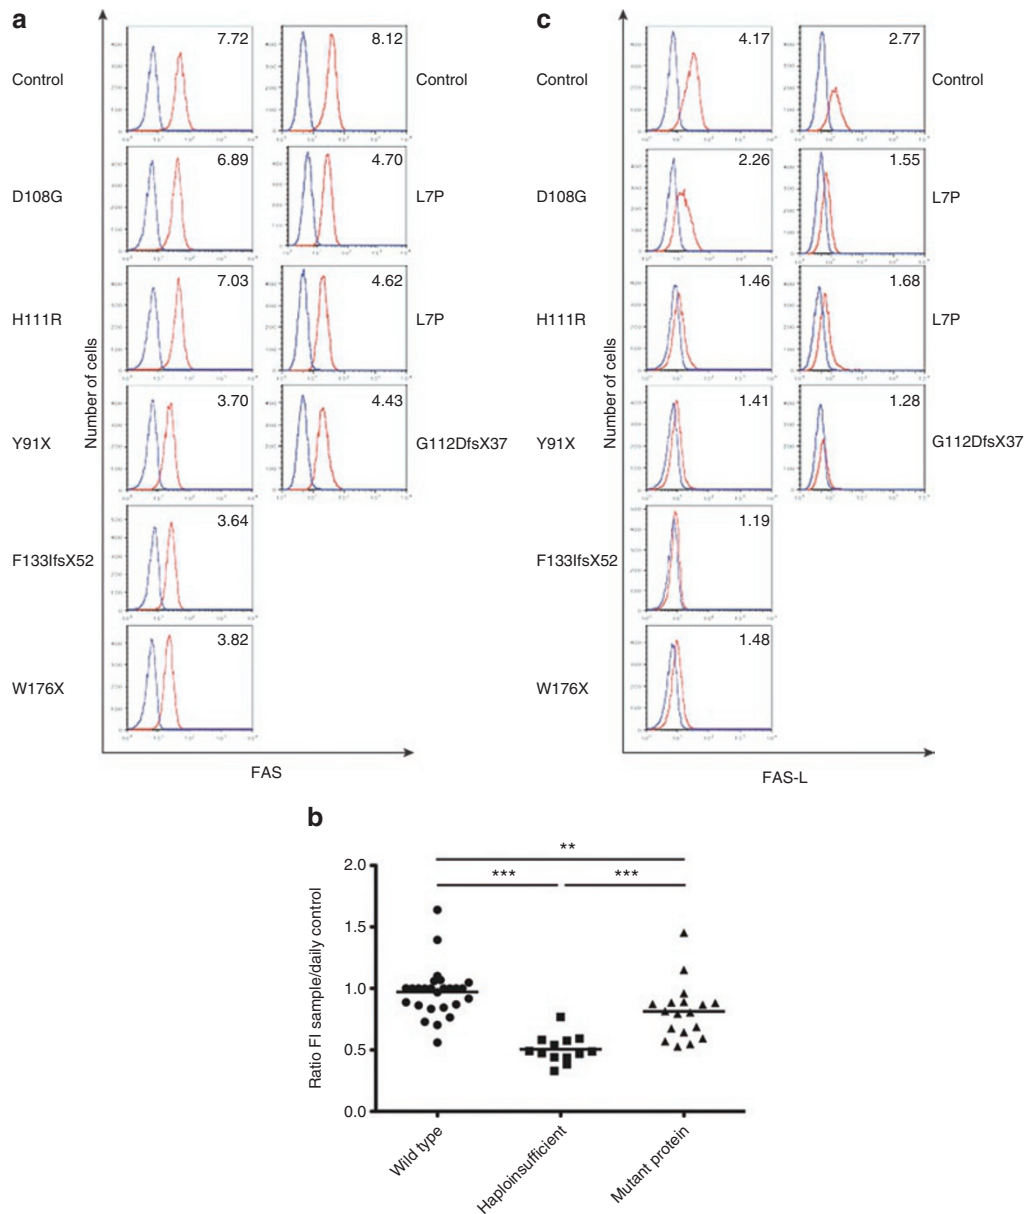 a
Control
7.72
8.12
Control
D108G
6.89
4.70
L7P
H111R
7.03
4.62
L7P
Y91X
3.70
4.43
G112DfsX37
F133IfsX52
3.64
W176X
3.82
Number of cells
FAS
c
Control
4.17
2.77
Control
D108G
2.26
1.55
L7P
H111R
1.46
1.68
L7P
Y91X
1.41
1.28
G112DfsX37
F133IfsX52
1.19
W176X
1.48
Number of cells
FAS-L
b
Ratio FI sample/daily control
2.0
1.5
1.0
0.5
0.0
**
***
***
Wild type
Haploinsufficient
Mutant protein